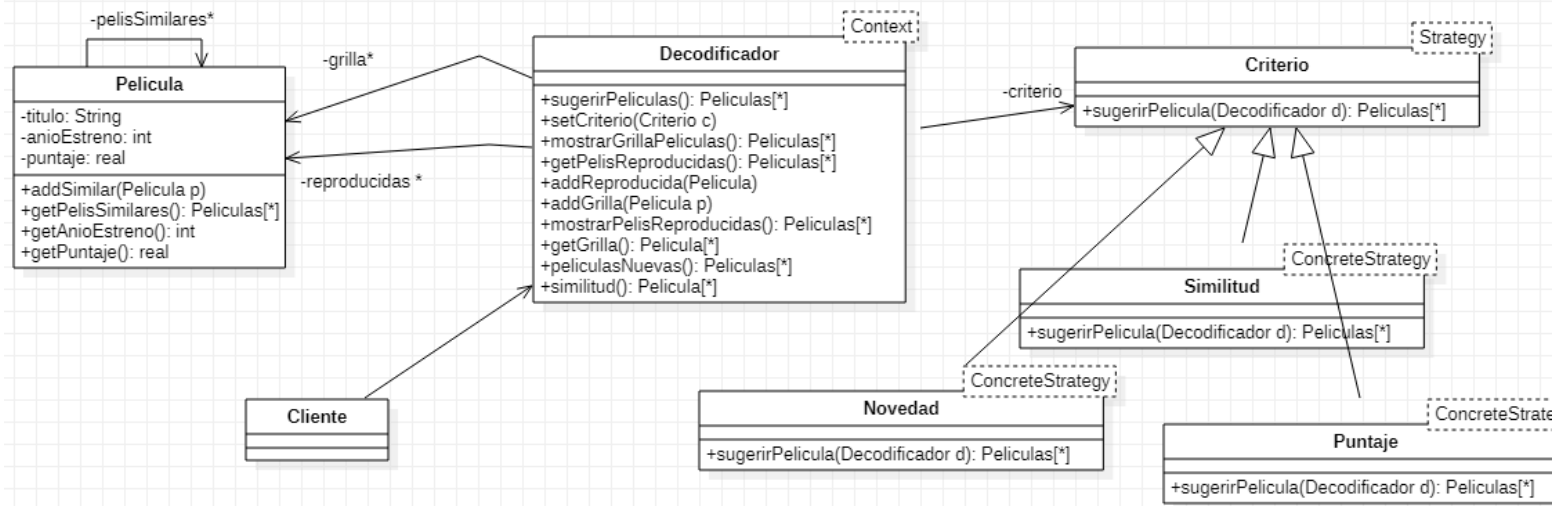 -pelisSimilares*
Pelicula
-titulo: String
-anioEstreno: int
-puntaje: real
+addSimilar(Pelicula p)
+getPelisSimilares(): Peliculas[*]
+getAnioEstreno(): int
+getPuntaje(): real
-grilla*
-reproducidas *
Context
Decodificador
+sugerirPeliculas(): Peliculas[*]
+setCriterio(Criterio c)
+mostrarGrillaPeliculas(): Peliculas[*]
+getPelisReproducidas(): Peliculas[*]
+addReproducida(Pelicula)
+addGrilla(Pelicula p)
+mostrarPelisReproducidas(): Peliculas[*]
+getGrilla(): Pelicula[*]
+peliculasNuevas(): Peliculas[*]
+similitud(): Pelicula[*]
-criterio
Strategy
Criterio
+sugerirPelicula(Decodificador d): Peliculas[*]
ConcreteStrategy
Similitud
+sugerirPelicula(Decodificador d): Peliculas[*]
Cliente
ConcreteStrategy
Novedad
+sugerirPelicula(Decodificador d): Peliculas[*]
ConcreteStrate
Puntaje
+sugerirPelicula(Decodificador d): Peliculas[*]